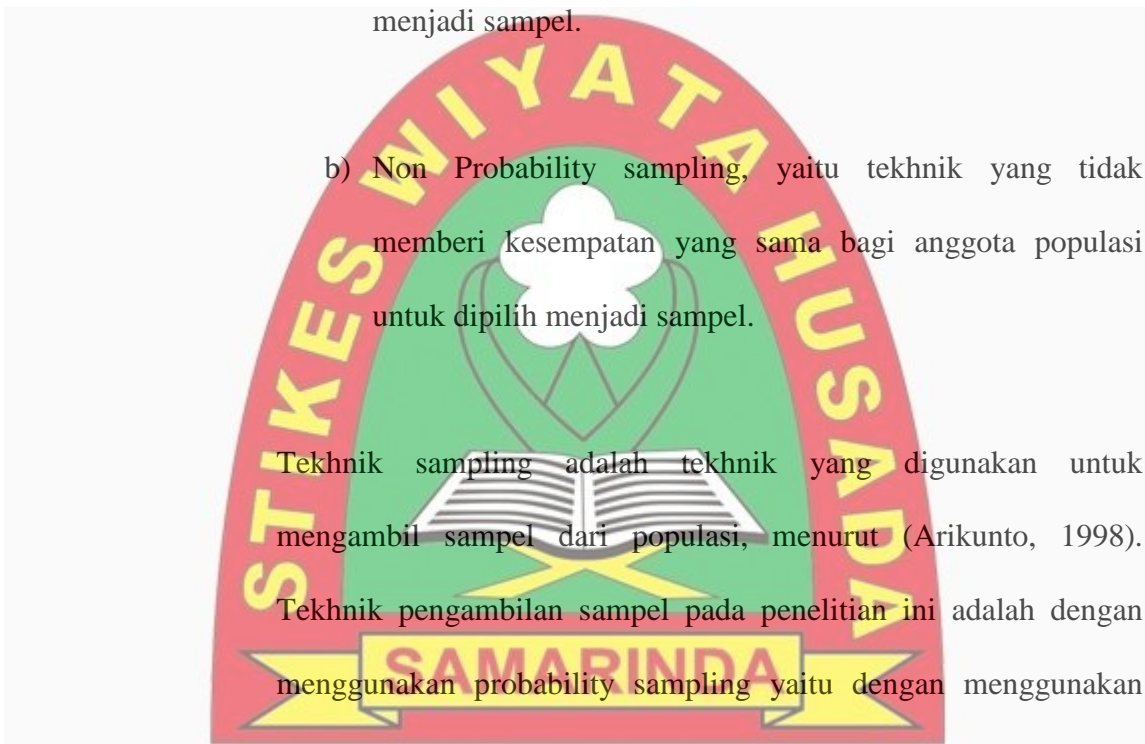 menjadi sampel.
b) Non Probability sampling, yaitu tekhnik yang tidak
memberi kesempatan yang sama bagi anggota populasi
untuk dipilih menjadi sampel.
Tekhnik sampling adalah tekhnik yang digunakan untuk
mengambil sampel dari populasi, menurut (Arikunto, 1998).
Tekhnik pengambilan sampel pada penelitian ini adalah dengan
menggunakan probability sampling yaitu dengan menggunakan
STIKES WIYATA HUSADA
SAMARINDA